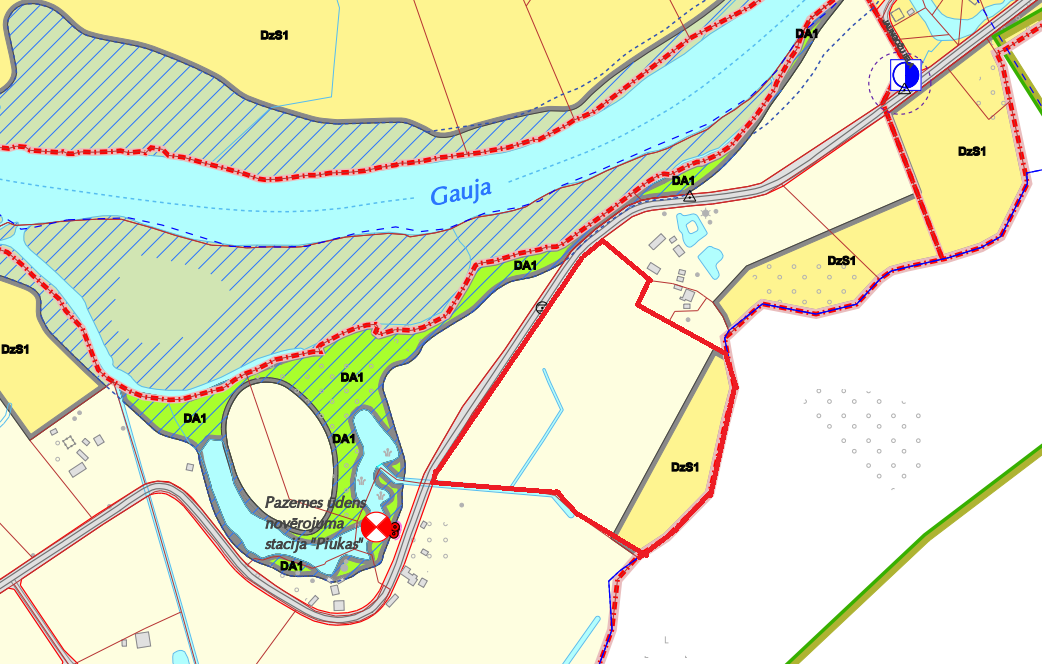 DzS1
DA1
DzS1
Gauja
DA1
DzS1
DA1
DzS1
DA1
DA1
DA1
DzS1
Pazemes ūdens
novērojuma
stacija "Piukas"
DA1